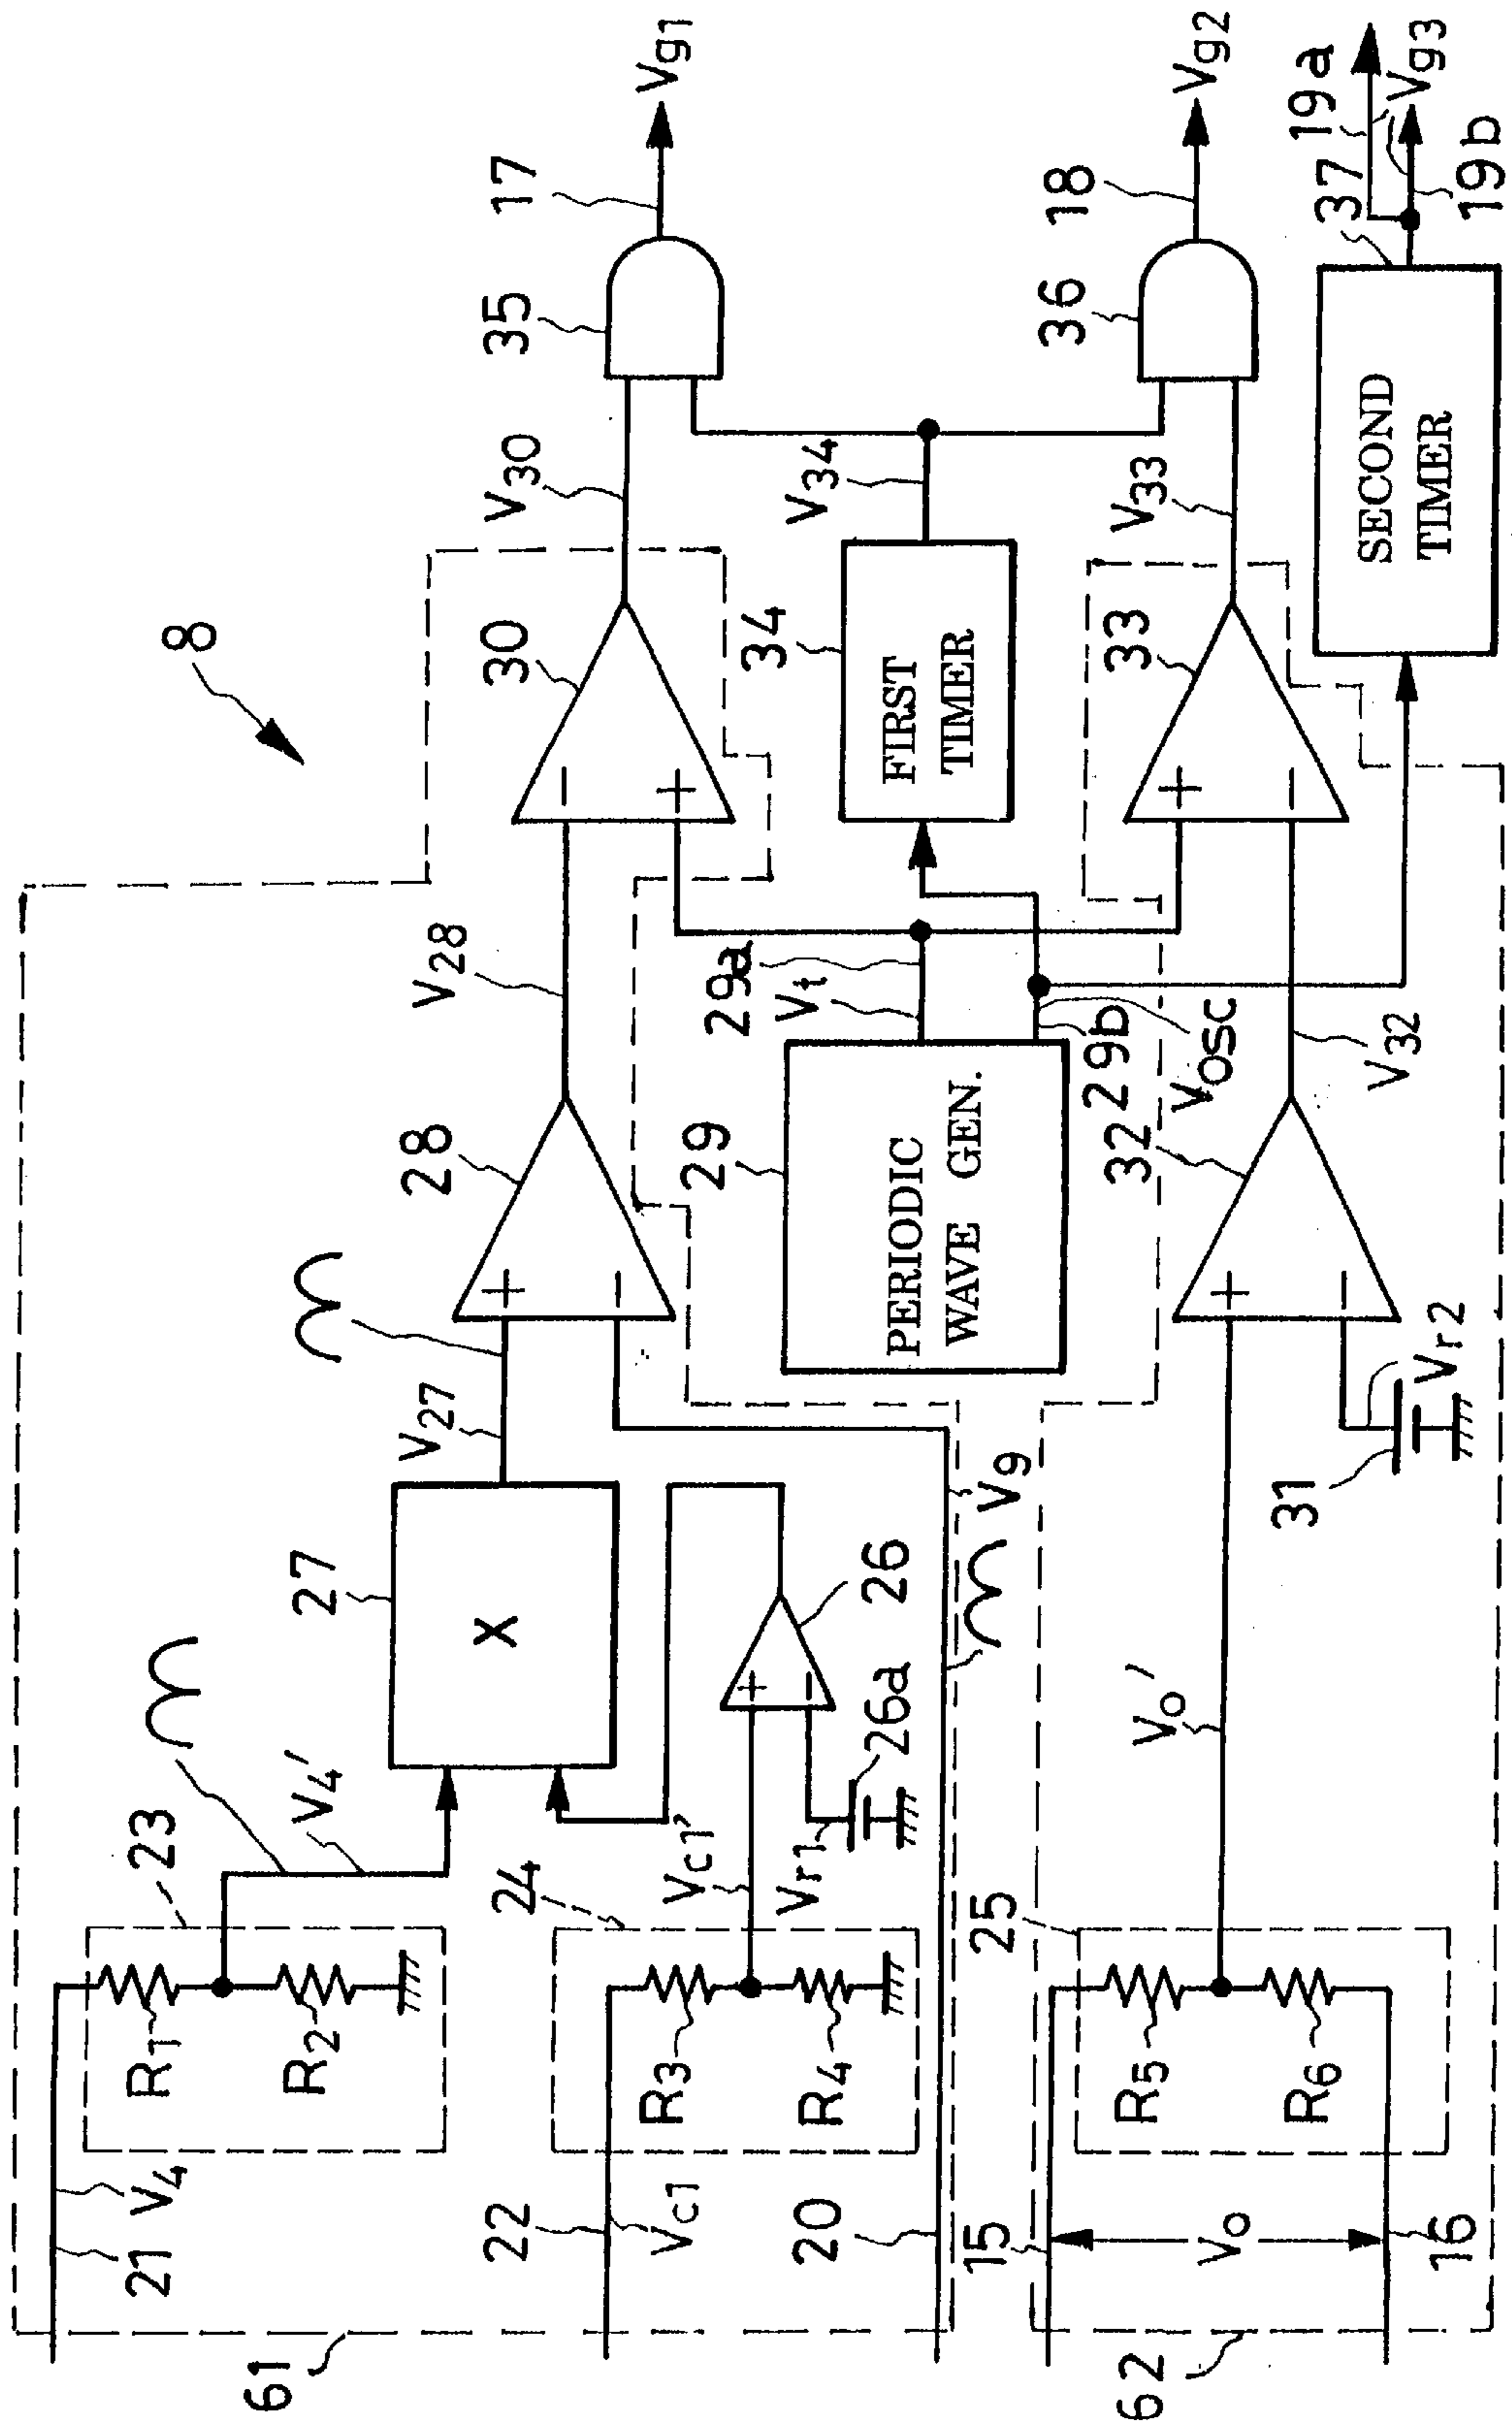 8
61
21
V4
23
R1
R2
V4'
27
X
V27
28
V28
30
V30
35
17
Vg1
22
Vc1
24
R3
R4
Vc1'
Vr1
26a
26
+
−
+
−
−
+
20
V9
29
PERIODIC
WAVE GEN.
29a
Vt
29b
VOSC
34
FIRST
TIMER
V34
36
18
Vg2
62
15
16
Vo
25
R5
R6
Vo'
31
Vr2
32
+
−
V32
33
+
−
V33
SECOND
TIMER
37
19a
Vg3
19b